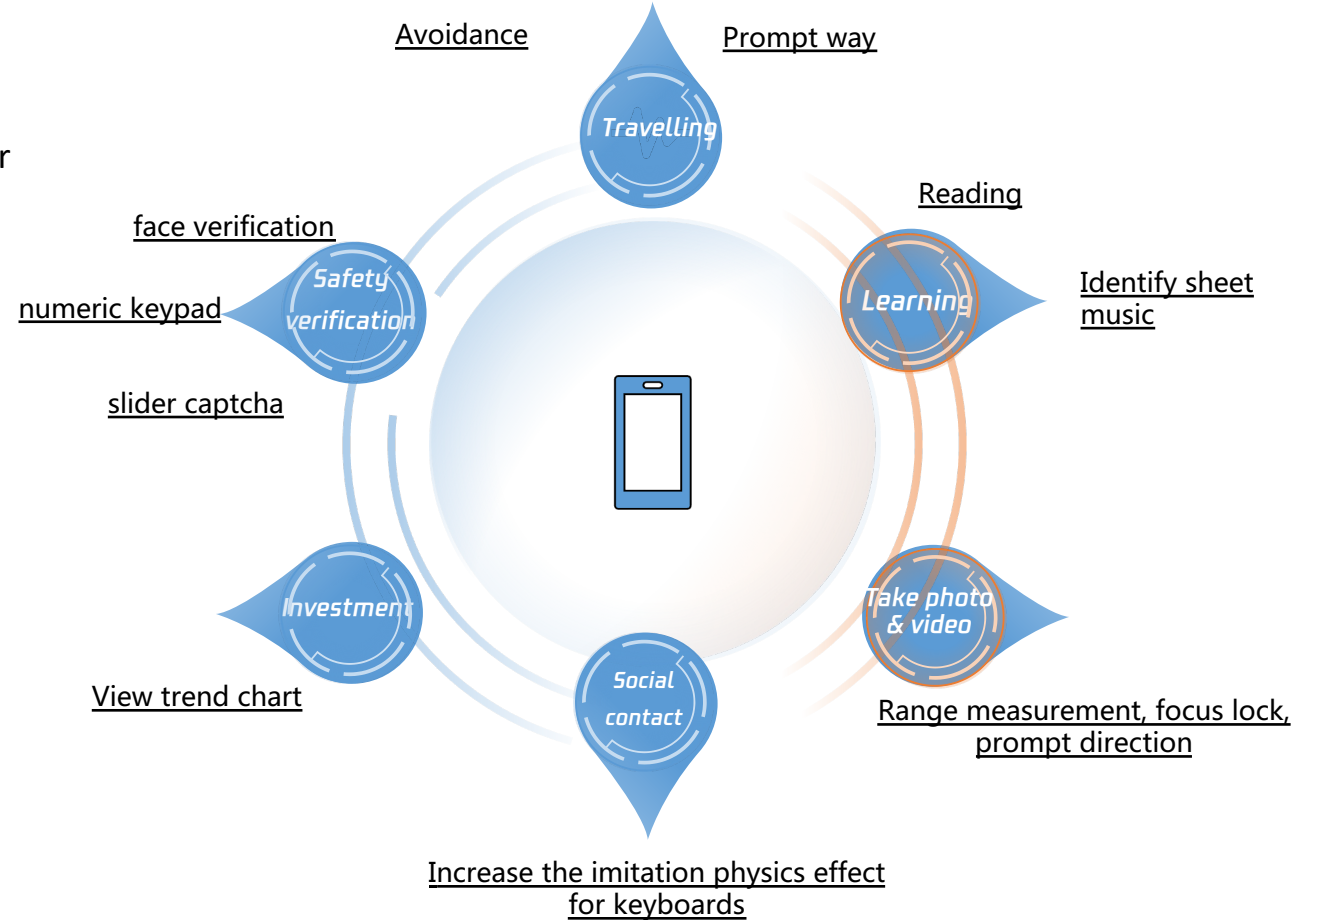 Avoidance
Prompt way
Travelling
r
Reading
face verification
Safety
verification
numeric keypad
slider captcha
Learning
Identify sheet
music
Investment
View trend chart
Take photo
& video
Range measurement, focus lock,
prompt direction
Social
contact
Increase the imitation physics effect
for keyboards